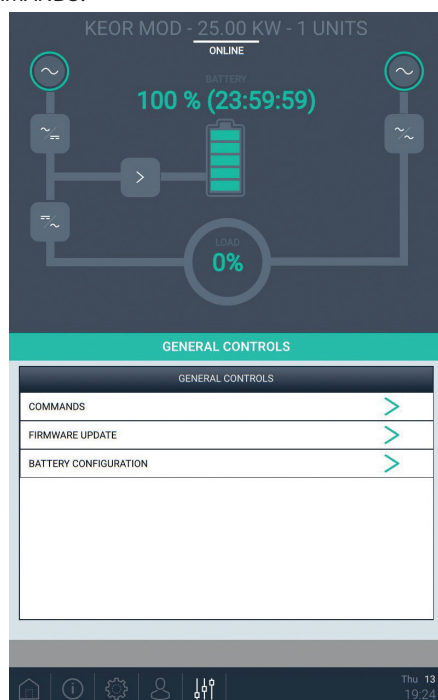 KEOR MOD - 25.00 KW - 1 UNITS
ONLINE
BATTERY
100 % (23:59:59)
LOAD
0%
GENERAL CONTROLS
GENERAL CONTROLS
COMMANDS
FIRMWARE UPDATE
BATTERY CONFIGURATION
Thu 13
19:24